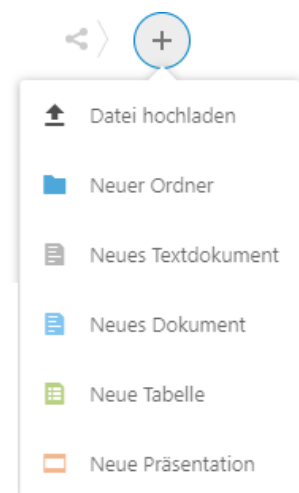 Datei hochladen
Neuer Ordner
Neues Textdokument
Neues Dokument
Neue Tabelle
Neue Präsentation